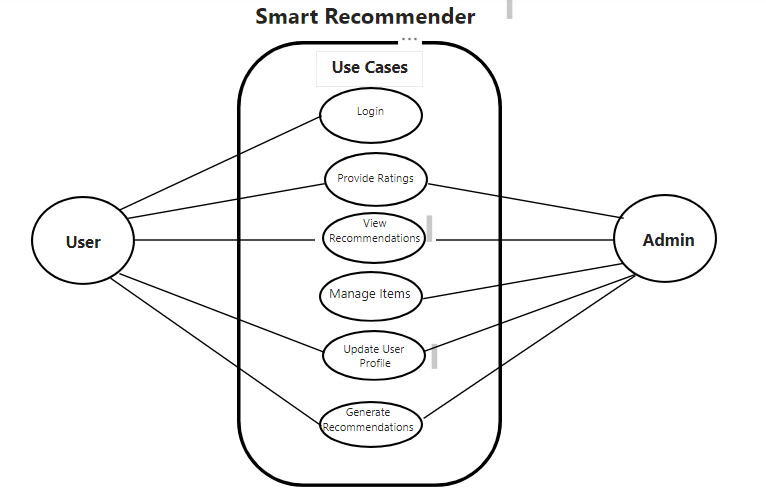 Smart Recommender
Use Cases
Login
Provide Ratings
View
Recommendations
User
Admin
Manage Items
Update User
Profile
Generate
Recommendations